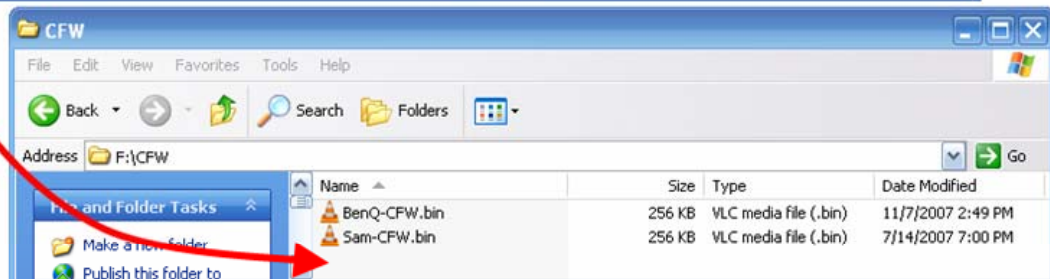 CFW
File Edit View Favorites Tools Help
Back Search Folders
Address F:\CFW Go
Name Size Type Date Modified
File and Folder Tasks
BenQ-CFW.bin 256 KB VLC media file (.bin) 11/7/2007 2:49 PM
Sam-CFW.bin 256 KB VLC media file (.bin) 7/14/2007 7:00 PM
Make a new folder
Publish this folder to